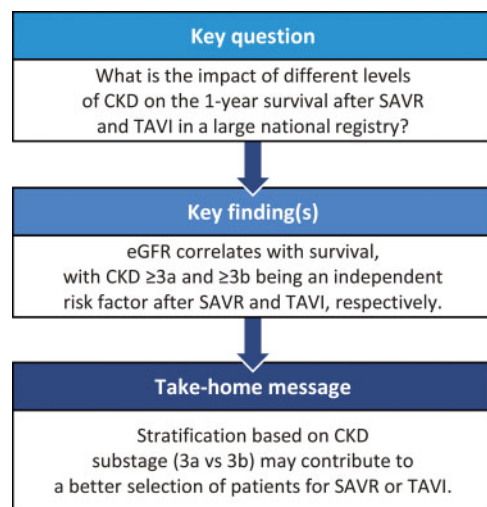 Key question
What is the impact of different levels
of CKD on the 1-year survival after SAVR
and TAVI in a large national registry?
Key finding(s)
eGFR correlates with survival,
with CKD ≥3a and ≥3b being an independent
risk factor after SAVR and TAVI, respectively.
Take-home message
Stratification based on CKD
substage (3a vs 3b) may contribute to
a better selection of patients for SAVR or TAVI.